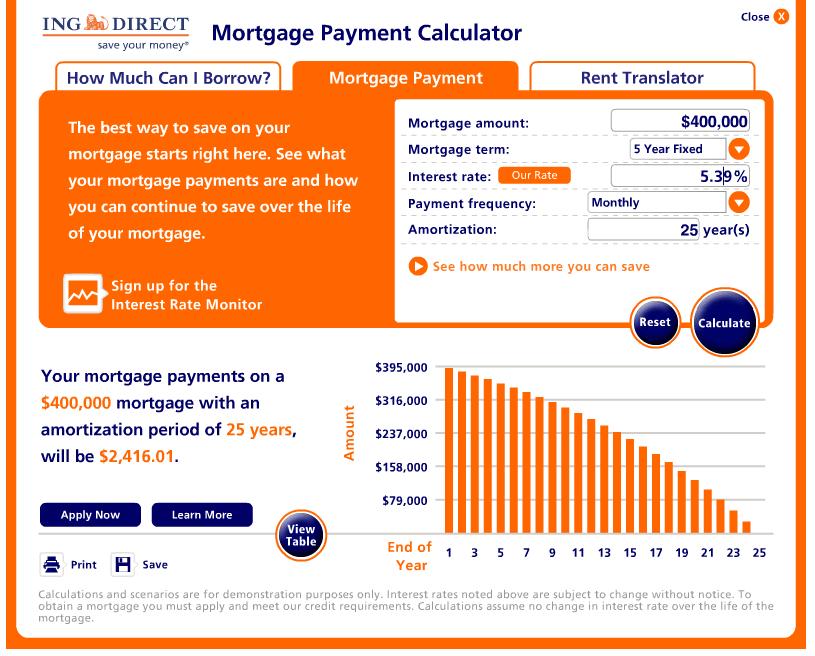 ING DIRECT
save your money®
Mortgage Payment Calculator
Close X
How Much Can I Borrow?
Mortgage Payment
Rent Translator
The best way to save on your
mortgage starts right here. See what
your mortgage payments are and how
you can continue to save over the life
of your mortgage.
Sign up for the
Interest Rate Monitor
Mortgage amount: $400,000
Mortgage term: 5 Year Fixed
Interest rate: Our Rate 5.39%
Payment frequency: Monthly
Amortization: 25 year(s)
See how much more you can save
Reset
Calculate
Your mortgage payments on a
$400,000 mortgage with an
amortization period of 25 years,
will be $2,416.01.
Apply Now
Learn More
View
Table
Print
Save
Amount
$395,000
$316,000
$237,000
$158,000
$79,000
End of
Year
1 3 5 7 9 11 13 15 17 19 21 23 25
Calculations and scenarios are for demonstration purposes only. Interest rates noted above are subject to change without notice. To
obtain a mortgage you must apply and meet our credit requirements. Calculations assume no change in interest rate over the life of the
mortgage.